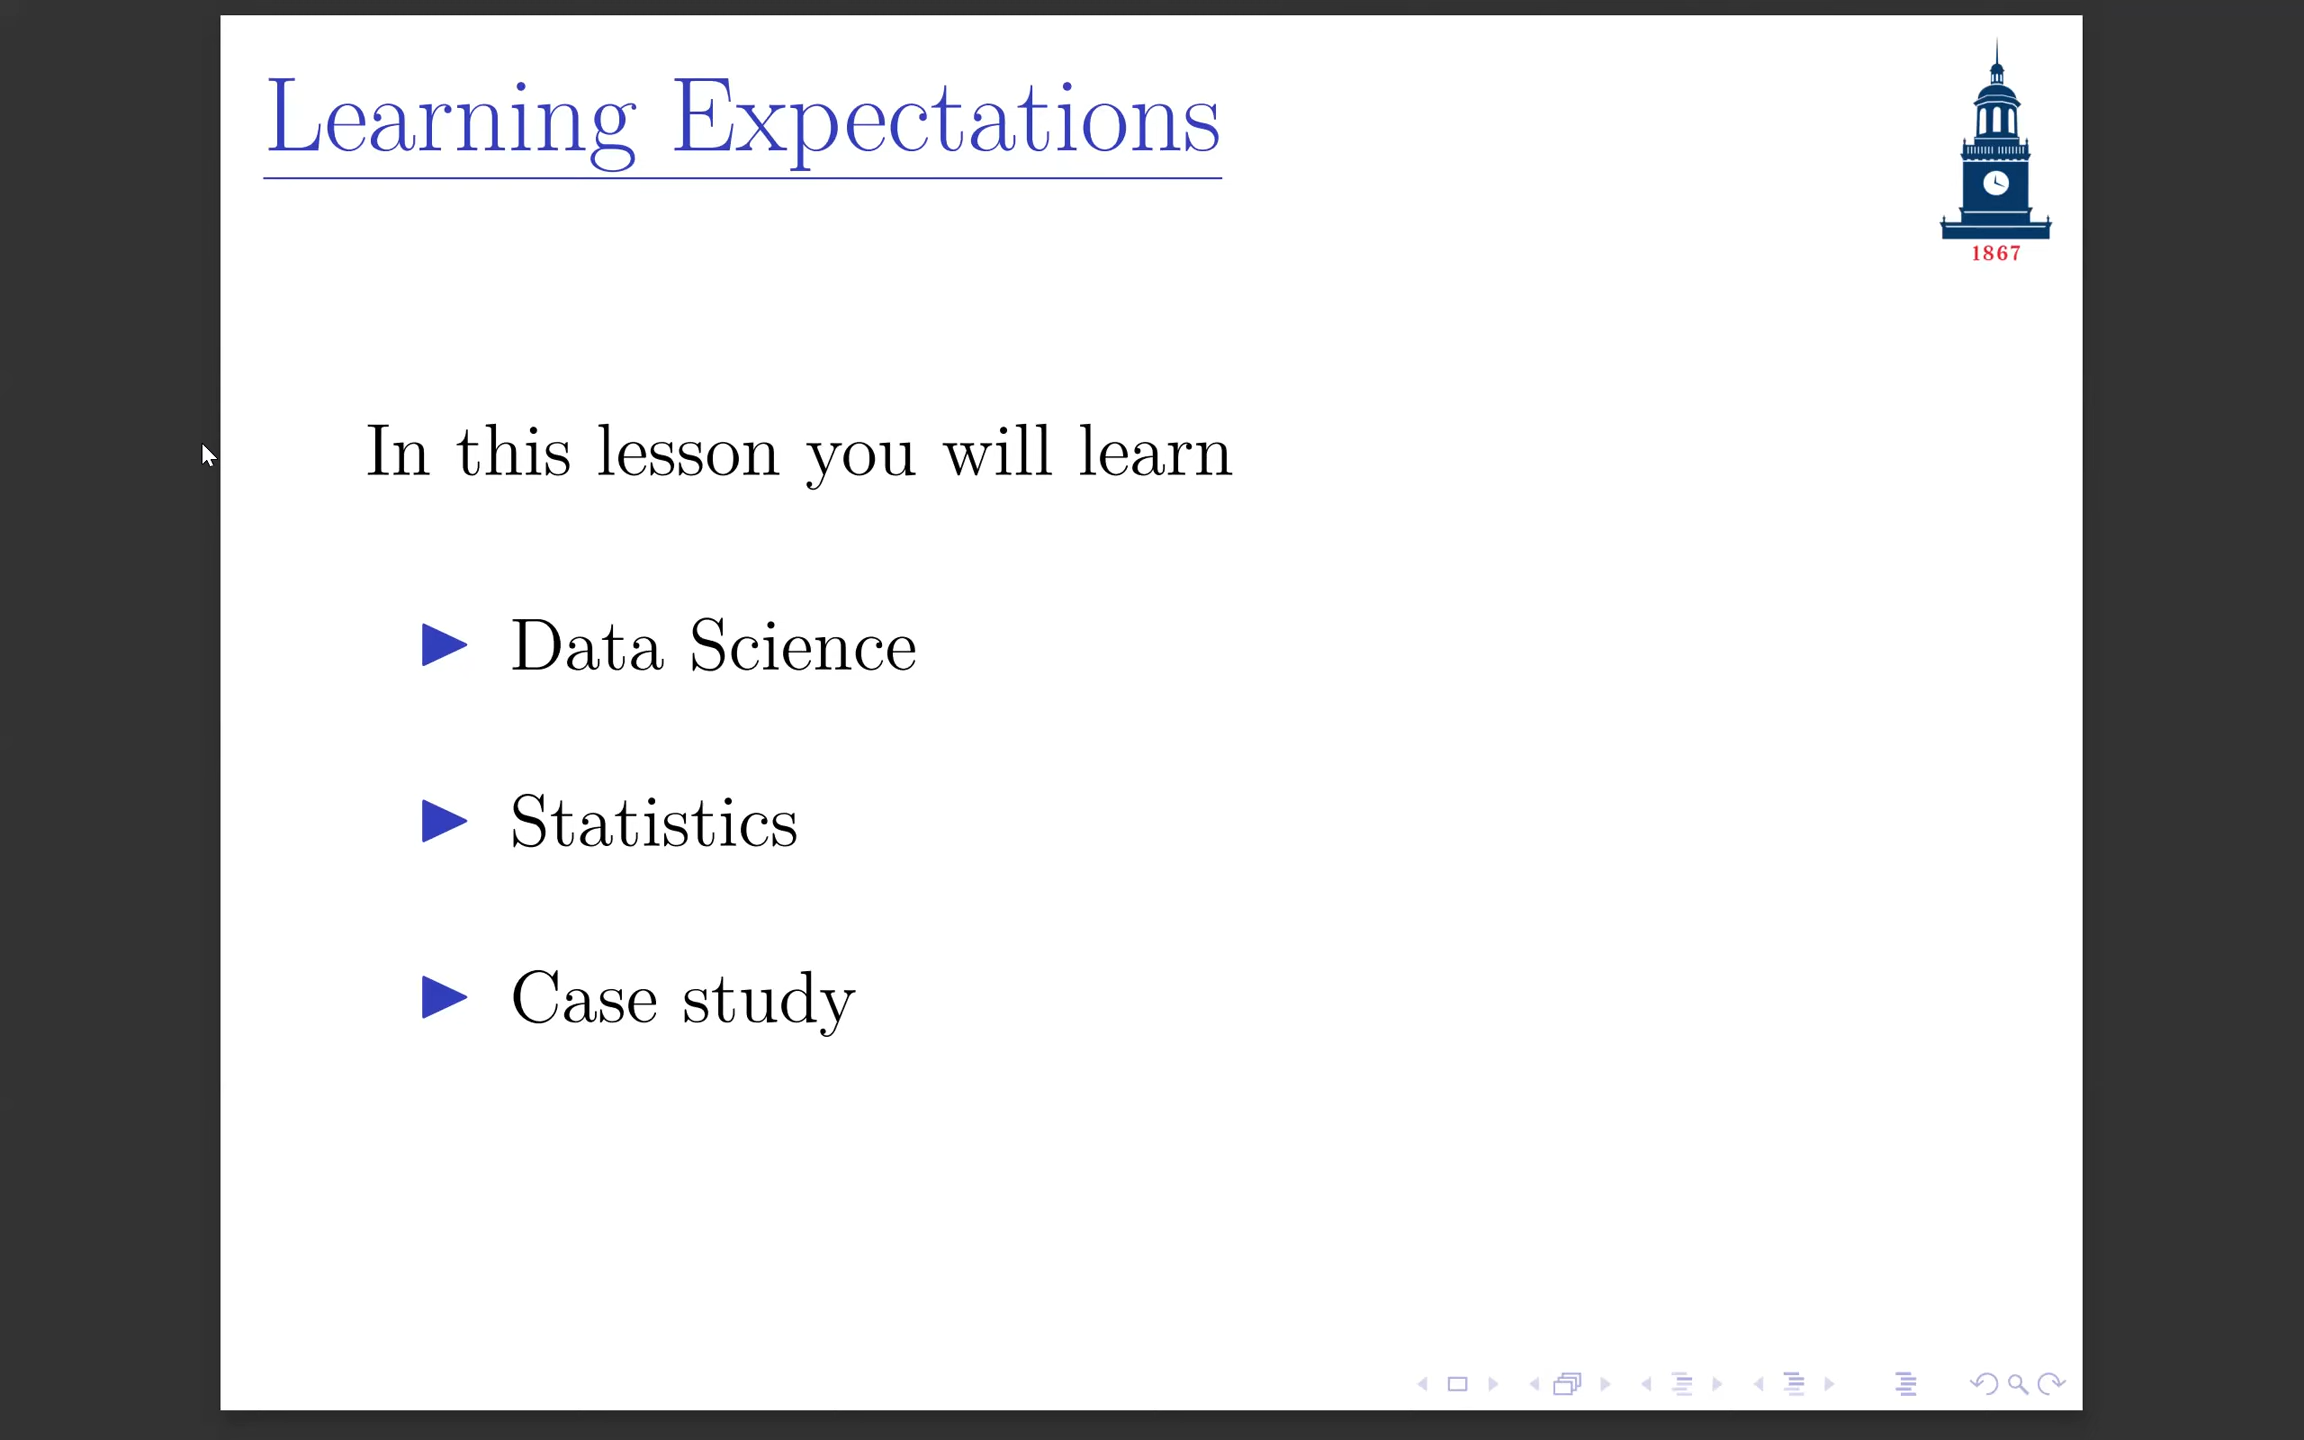 Learning Expectations
1867
In this lesson you will learn
Data Science
Statistics
Case study